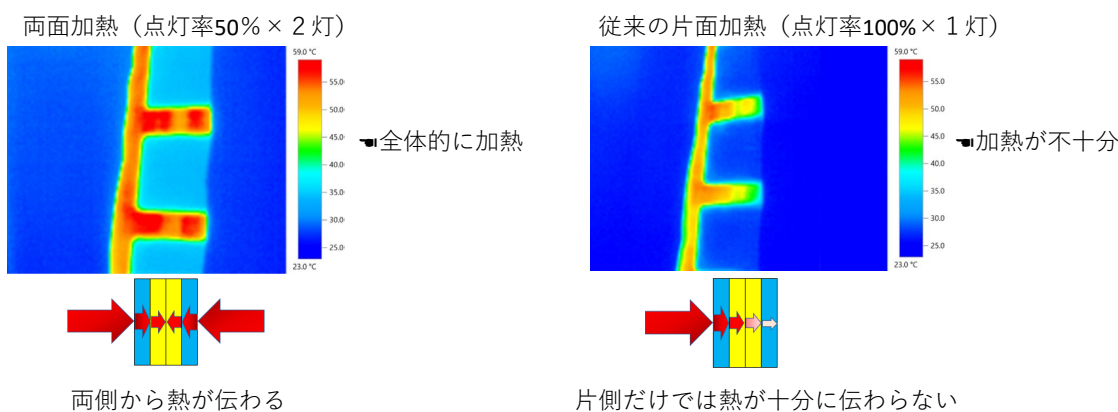 両面加熱（点灯率50％×２灯）
従来の片面加熱（点灯率100%×１灯）
59.0 °C
55.0
50.0
45.0
40.0
35.0
30.0
25.0
23.0 °C
☚全体的に加熱
59.0 °C
55.0
50.0
45.0
40.0
35.0
30.0
25.0
23.0 °C
☚加熱が不十分
両側から熱が伝わる
片側だけでは熱が十分に伝わらない